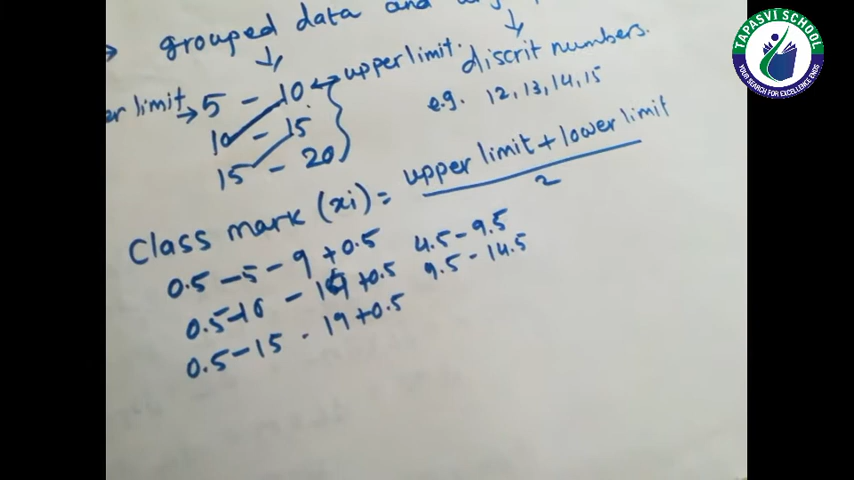 grouped data and
upper limit.
discrit numbers.
er limit → 5 - 10
10 - 15
15 - 20
e.g. 12, 13, 14, 15
Class mark (xi) = upper limit + lower limit
2
0.5 - 5 - 9 + 0.5 4.5 - 9.5
0.5 - 10 - 14 + 0.5 9.5 - 14.5
0.5 - 15 - 19 + 0.5
TAPASVI SCHOOL
YOUR SEARCH FOR EXCELLENCE ENDS